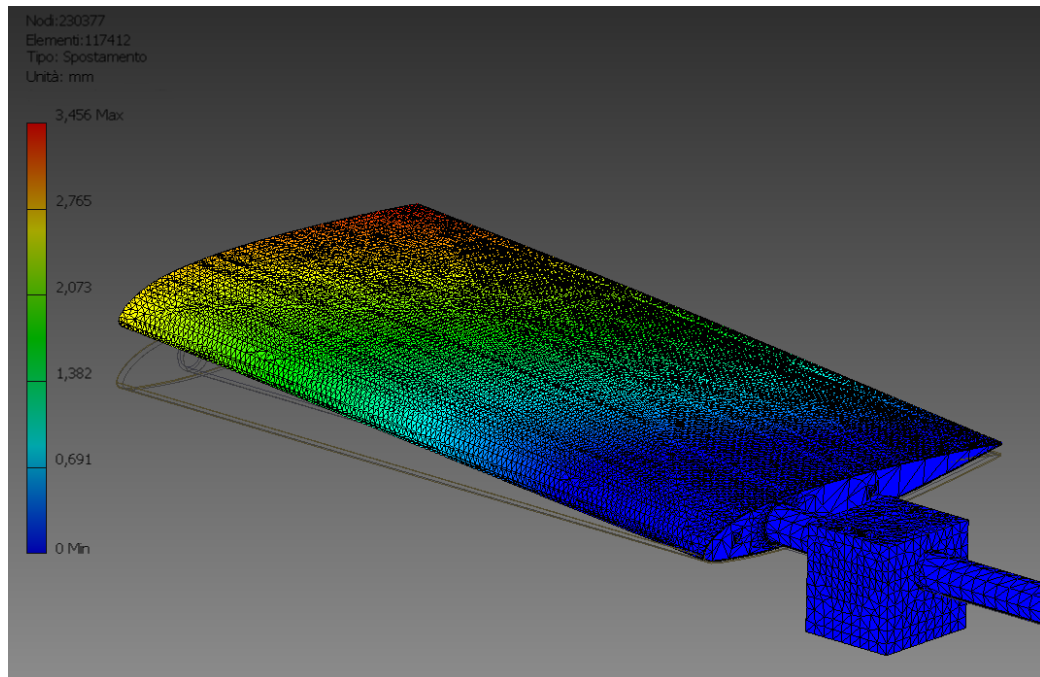 Nodi:230377
Elementi:117412
Tipo: Spostamento
Unità: mm
3,456 Max
2,765
2,073
1,382
0,691
0 Min